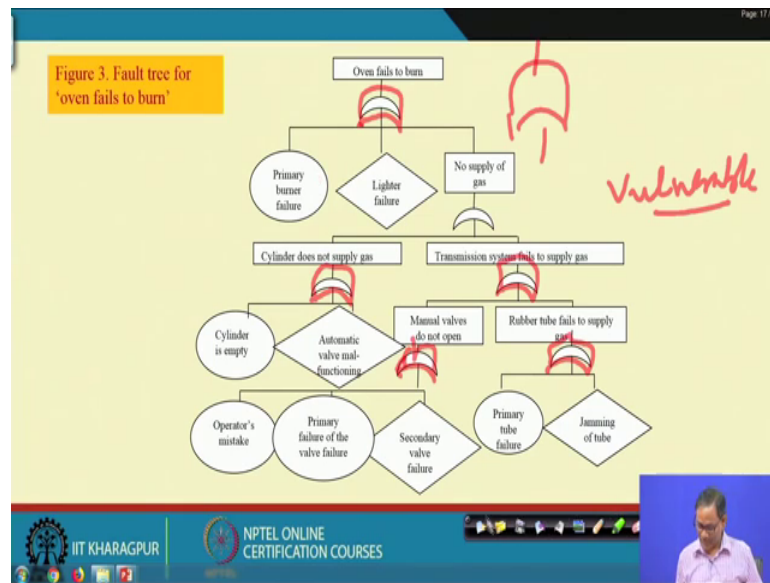 Page: 17 /
Figure 3. Fault tree for
'oven fails to burn'
Oven fails to burn
Primary
burner
failure
Lighter
failure
No supply of
gas
Vulnerable
Cylinder does not supply gas
Transmission system fails to supply gas
Cylinder
is empty
Automatic
valve mal-
functioning
Manual valves
do not open
Rubber tube fails to supply
gas
Operator's
mistake
Primary
failure of the
valve failure
Secondary
valve
failure
Primary
tube
failure
Jamming
of tube
IIT KHARAGPUR
NPTEL ONLINE
CERTIFICATION COURSES